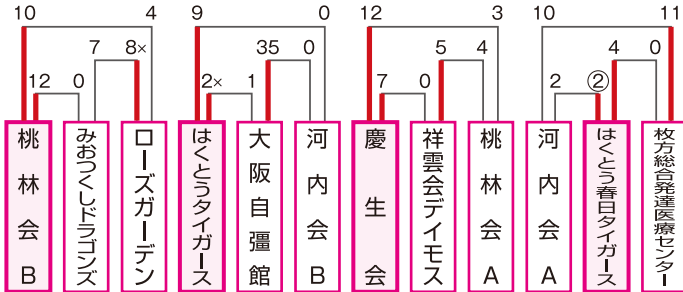 10 4 9 0 12 3 10 11
7 8× 35 0 5 4 4 0
12 0 2× 1 7 0 2 ②
桃林会B
みおつくしドラゴンズ
ローズガーデン
はくとうタイガース
大阪自彊館
河内会B
慶生会
祥雲会デイモス
桃林会A
河内会A
はくとう春日タイガース
枚方総合発達医療センター